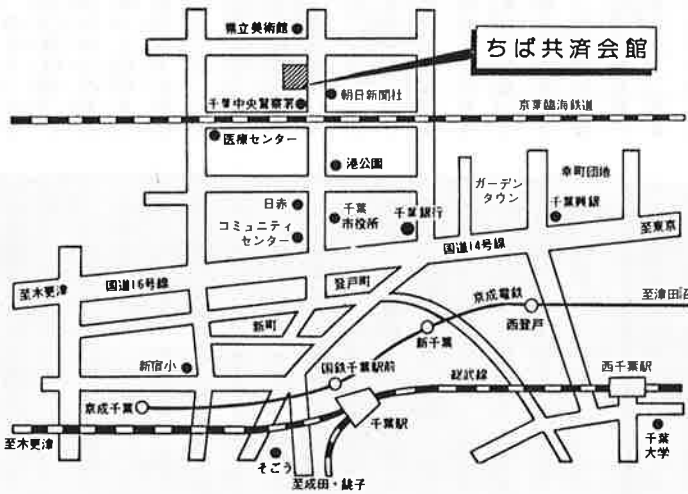 県立美術館
ちば共済会館
朝日新聞社
千葉中央警察署
京葉臨海鉄道
医療センター
港公園
幸町団地
ガーデン
タウン
千葉興銀
日赤
千葉
市役所
千葉銀行
コミュニティ
センター
国道14号線
至東京
至木更津
国道16号線
登戸町
京成電鉄
至津田沼
新町
新千葉
西登戸
新宿小
国鉄千葉駅前
総武線
西千葉駅
京成千葉
至木更津
千葉駅
千葉
大学
そごう
至成田・銚子